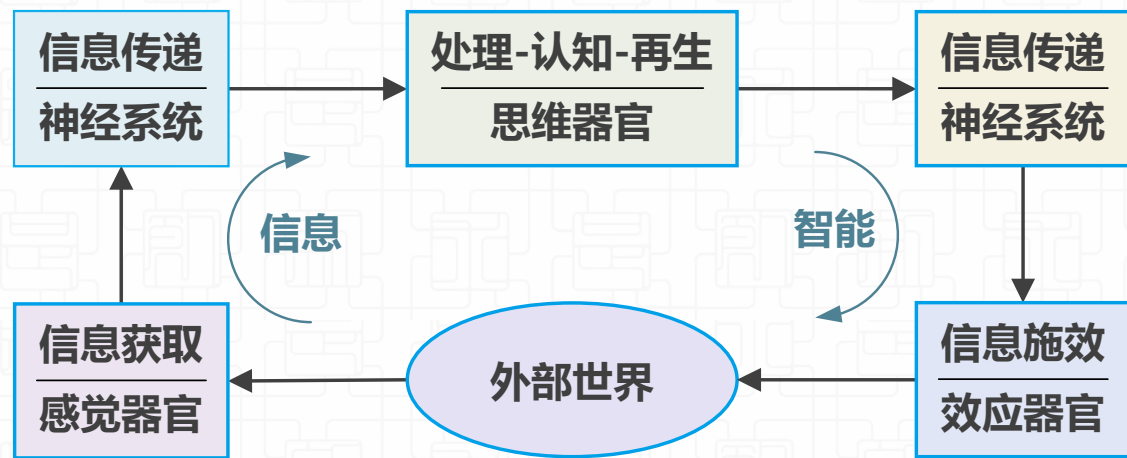 信息传递
神经系统
处理-认知-再生
思维器官
信息传递
神经系统
信息
智能
信息获取
感觉器官
外部世界
信息施效
效应器官